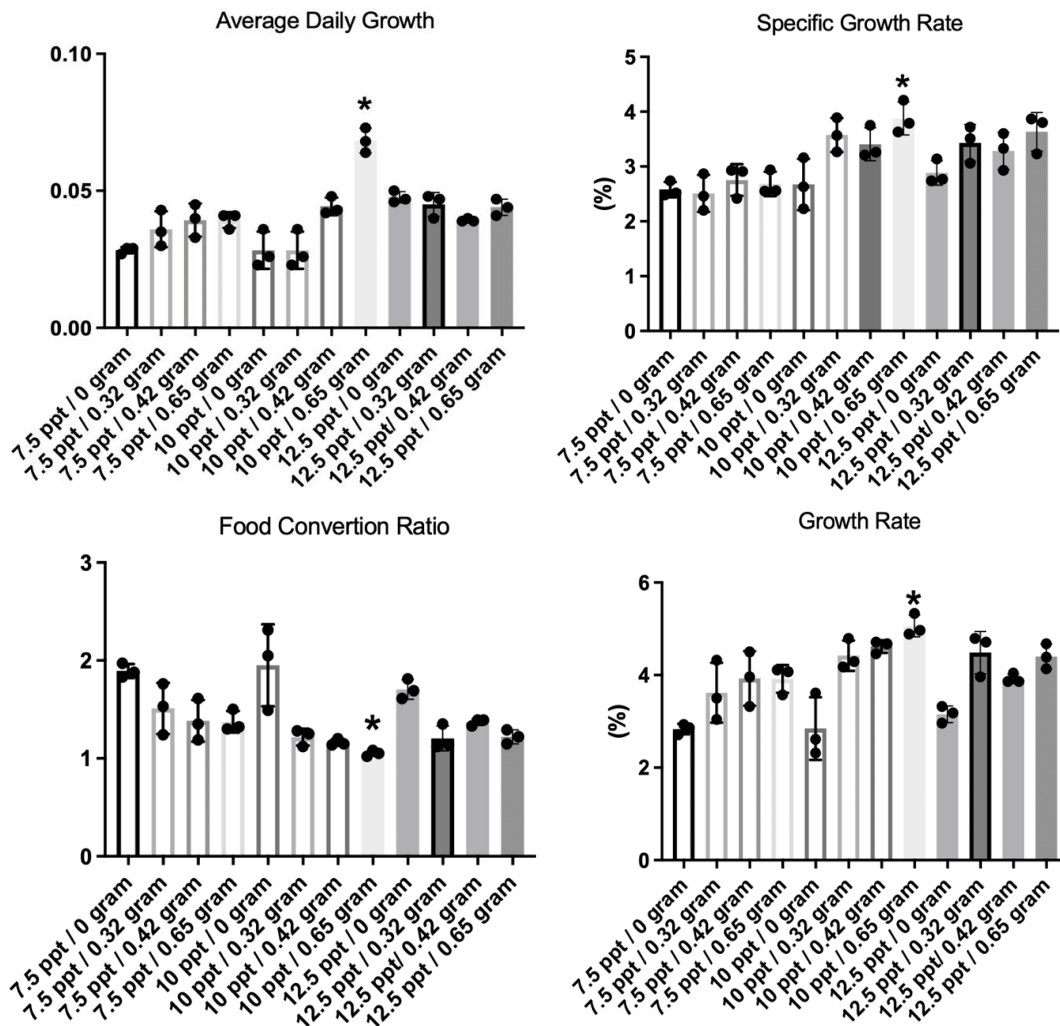 Average Daily Growth
0.10
0.05
0.00
7.5 ppt / 0 gram
7.5 ppt / 0.32 gram
7.5 ppt / 0.42 gram
7.5 ppt / 0.65 gram
10 ppt / 0 gram
10 ppt / 0.32 gram
10 ppt / 0.42 gram
10 ppt / 0.65 gram
12.5 ppt / 0 gram
12.5 ppt / 0.32 gram
12.5 ppt/ 0.42 gram
12.5 ppt / 0.65 gram
*
Specific Growth Rate
(%)
5
4
3
2
1
0
7.5 ppt / 0 gram
7.5 ppt / 0.32 gram
7.5 ppt / 0.42 gram
7.5 ppt / 0.65 gram
10 ppt / 0 gram
10 ppt / 0.32 gram
10 ppt / 0.42 gram
10 ppt / 0.65 gram
12.5 ppt / 0 gram
12.5 ppt / 0.32 gram
12.5 ppt/ 0.42 gram
12.5 ppt / 0.65 gram
*
Food Convertion Ratio
3
2
1
0
7.5 ppt / 0 gram
7.5 ppt / 0.32 gram
7.5 ppt / 0.42 gram
7.5 ppt / 0.65 gram
10 ppt / 0 gram
10 ppt / 0.32 gram
10 ppt / 0.42 gram
10 ppt / 0.65 gram
12.5 ppt / 0 gram
12.5 ppt / 0.32 gram
12.5 ppt/ 0.42 gram
12.5 ppt / 0.65 gram
*
Growth Rate
(%)
6
4
2
0
7.5 ppt / 0 gram
7.5 ppt / 0.32 gram
7.5 ppt / 0.42 gram
7.5 ppt / 0.65 gram
10 ppt / 0 gram
10 ppt / 0.32 gram
10 ppt / 0.42 gram
10 ppt / 0.65 gram
12.5 ppt / 0 gram
12.5 ppt / 0.32 gram
12.5 ppt/ 0.42 gram
12.5 ppt / 0.65 gram
*